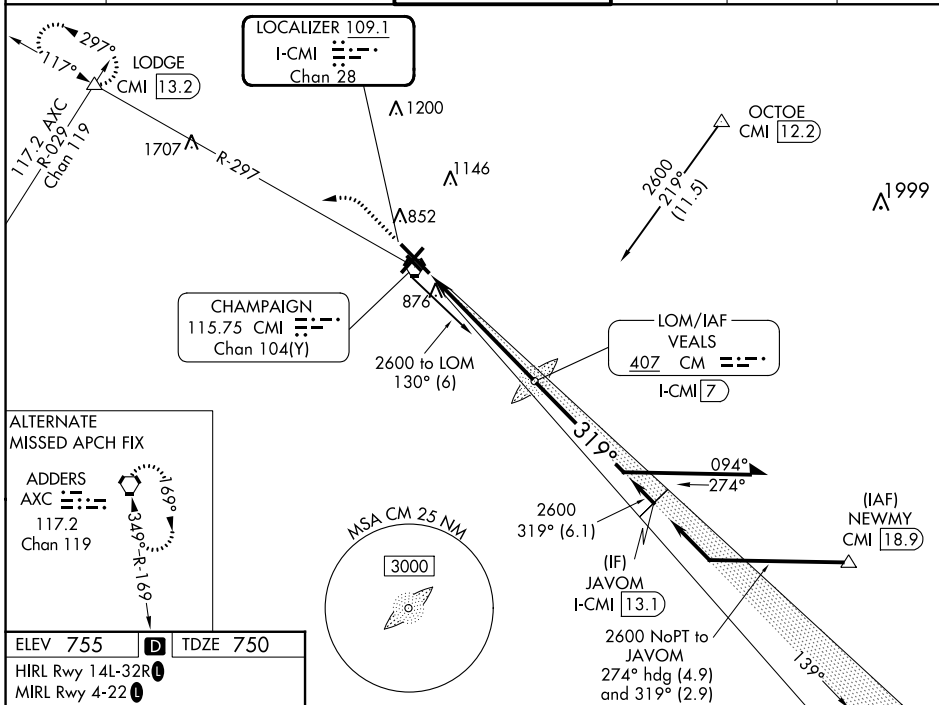 LOCALIZER 109.1
I-CMI
Chan 28
297°
117°
LODGE
CMI 13.2
117.2 AXC
R-029
Chan 119
1707
R-297
1200
1146
852
OCTOE
CMI 12.2
2600
219°
(11.5)
1999
CHAMPAIGN
115.75 CMI
Chan 104(Y)
876
2600 to LOM
130° (6)
LOM/IAF
VEALS
407 CM
I-CMI 7
319°
094°
274°
2600
319° (6.1)
(IF)
JAVOM
I-CMI 13.1
(IAF)
NEWMY
CMI 18.9
2600 NoPT to
JAVOM
274° hdg (4.9)
and 319° (2.9)
139°
ALTERNATE
MISSED APCH FIX
ADDERS
AXC
117.2
Chan 119
169°
349°
R-169
MSA CM 25 NM
3000
ELEV 755 D TDZE 750
HIRL Rwy 14L-32R L
MIRL Rwy 4-22 L